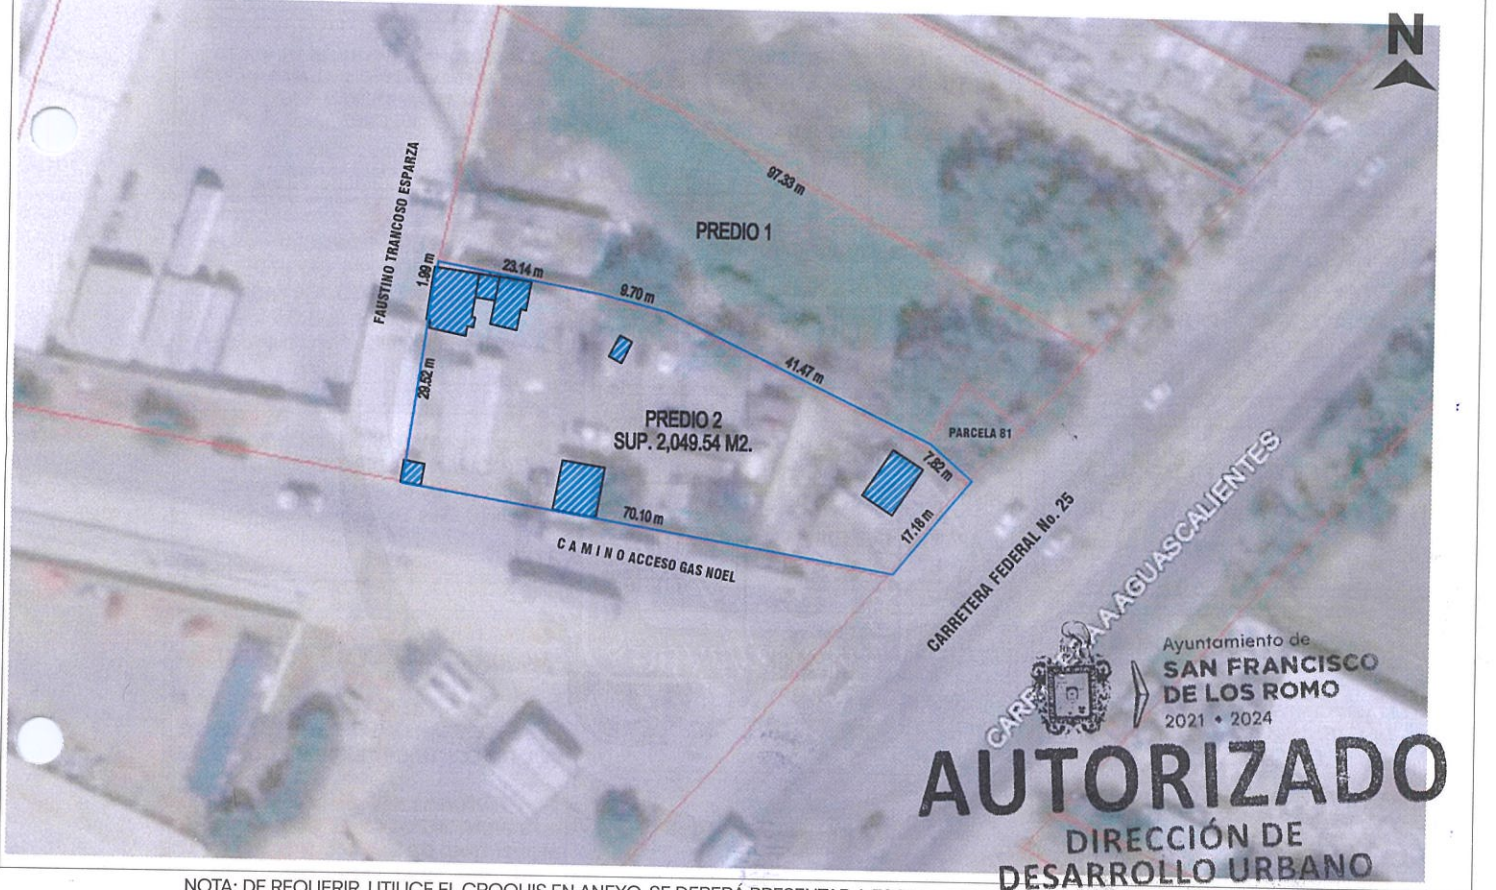 N
97.33 m
FAUSTINO TRANCOSO ESPARZA
PREDIO 1
1.99 m
23.14 m
9.70 m
41.47 m
29.52 m
PREDIO 2
SUP. 2,049.54 M2.
PARCELA 81
7.82 m
17.18 m
70.10 m
CAMINO ACCESO GAS NOEL
CARRETERA FEDERAL No. 25
AGUASCALIENTES
Ayuntamiento de
SAN FRANCISCO
DE LOS ROMO
2021 • 2024
AUTORIZADO
DIRECCIÓN DE
DESARROLLO URBANO
NOTA: DE REQUERIR, UTILICE EL CROQUIS EN ANEXO, SE DEBERÁ PRESENTAR